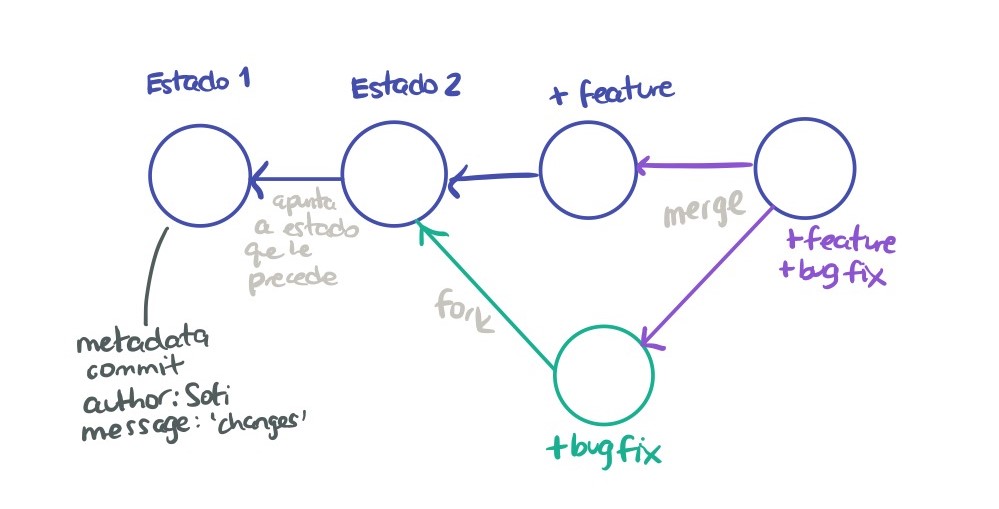 Estado 1
Estado 2
+ feature
apunta
a estado
que le
precede
merge
+feature
+bug fix
fork
metadata
commit
author: Sofi
message: 'changes'
+bug fix